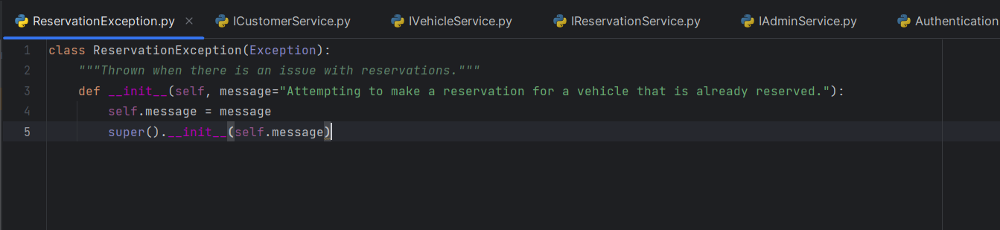 ReservationException.py ICustomerService.py IVehicleService.py IReservationService.py IAdminService.py Authentication
1 class ReservationException(Exception):
2 """Thrown when there is an issue with reservations."""
3 def __init__(self, message="Attempting to make a reservation for a vehicle that is already reserved."):
4 self.message = message
5 super().__init__(self.message)